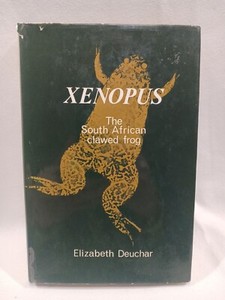 XENOPUS
The
South African
clawed frog
Elizabeth Deuchar